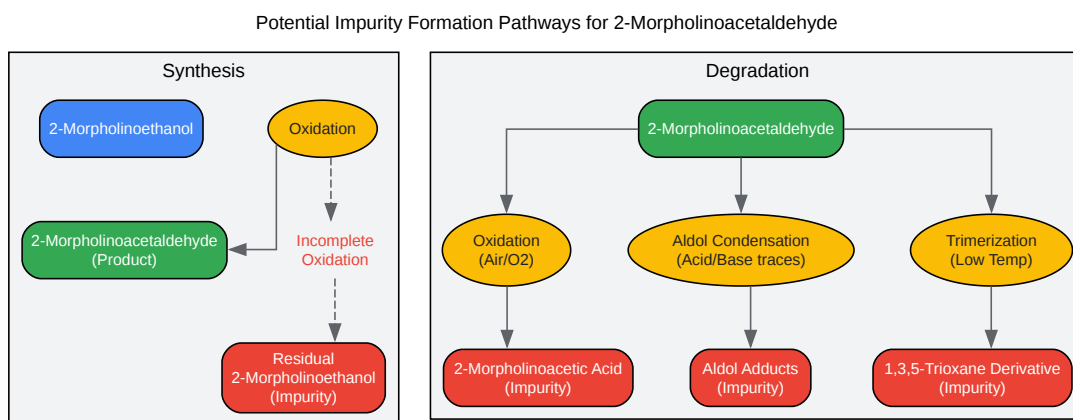 Potential Impurity Formation Pathways for 2-Morpholinoacetaldehyde
Synthesis
2-Morpholinoethanol
Oxidation
2-Morpholinoacetaldehyde
(Product)
Incomplete
Oxidation
Residual
2-Morpholinoethanol
(Impurity)
Degradation
2-Morpholinoacetaldehyde
Oxidation
(Air/O2)
Aldol Condensation
(Acid/Base traces)
Trimerization
(Low Temp)
2-Morpholinoacetic Acid
(Impurity)
Aldol Adducts
(Impurity)
1,3,5-Trioxane Derivative
(Impurity)